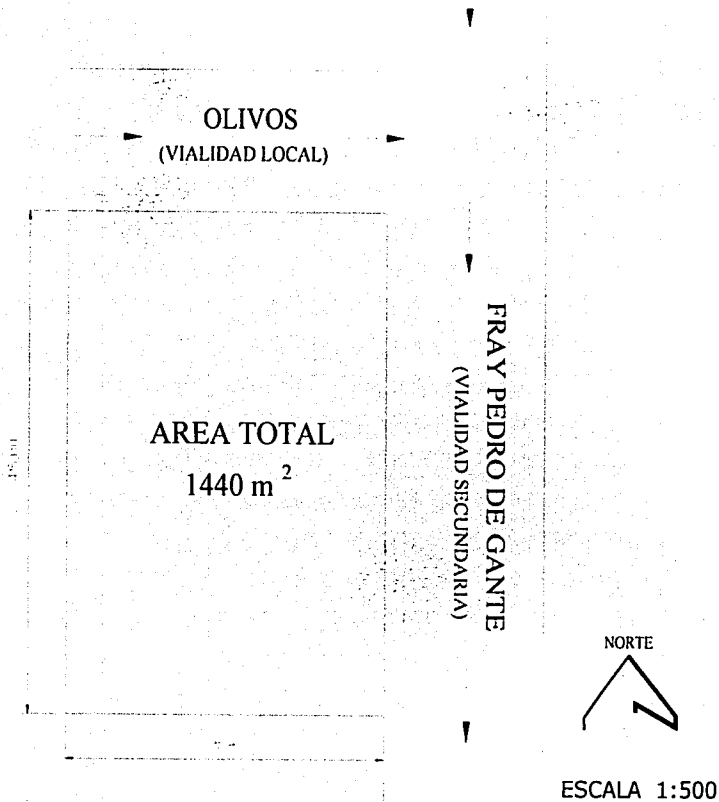 OLIVOS
(VIALIDAD LOCAL)
AREA TOTAL
1440 m 2
FRAY PEDRO DE GANTE
(VIALIDAD SECUNDARIA)
NORTE
ESCALA 1:500